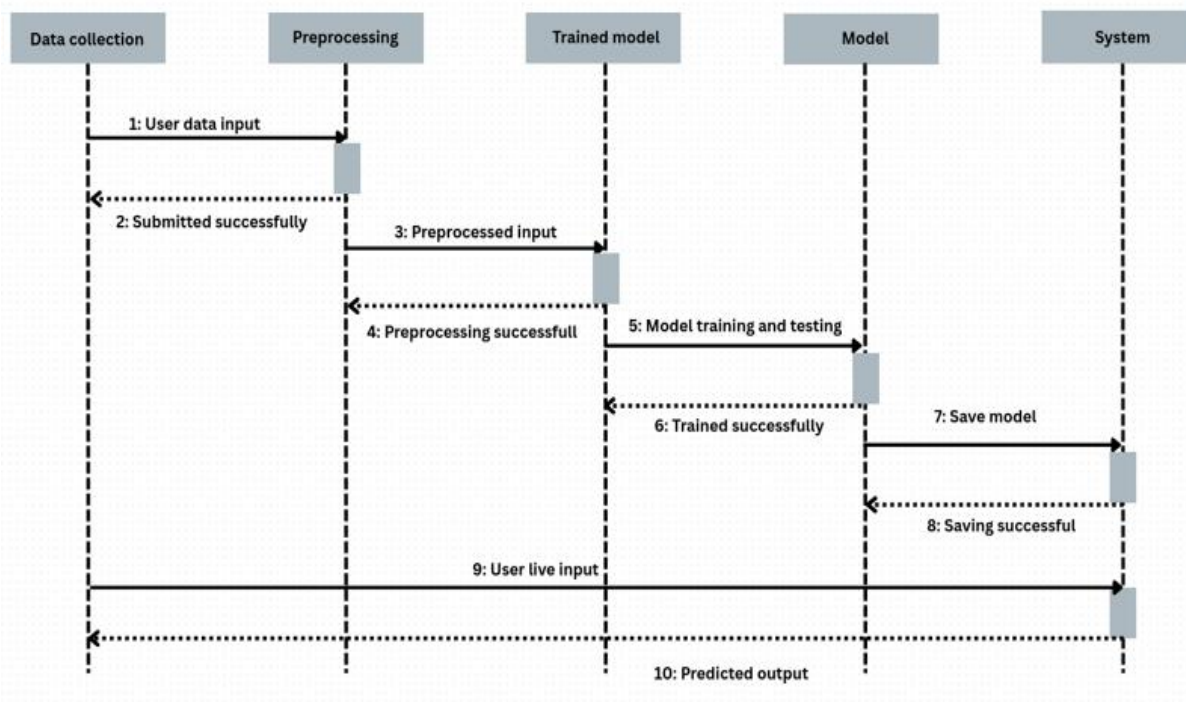 Data collection
Preprocessing
Trained model
Model
System
1: User data input
2: Submitted successfully
3: Preprocessed input
4: Preprocessing successfull
5: Model training and testing
6: Trained successfully
7: Save model
8: Saving successful
9: User live input
10: Predicted output